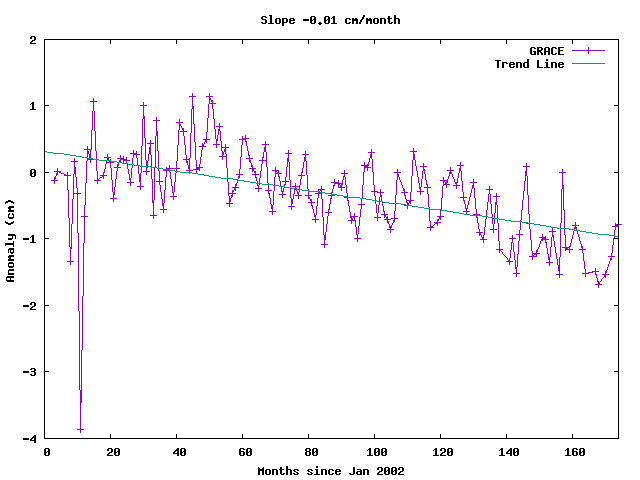 Slope -0.01 cm/month
GRACE
Trend Line
2
1
0
-1
-2
-3
-4
Anomaly (cm)
0 20 40 60 80 100 120 140 160
Months since Jan 2002